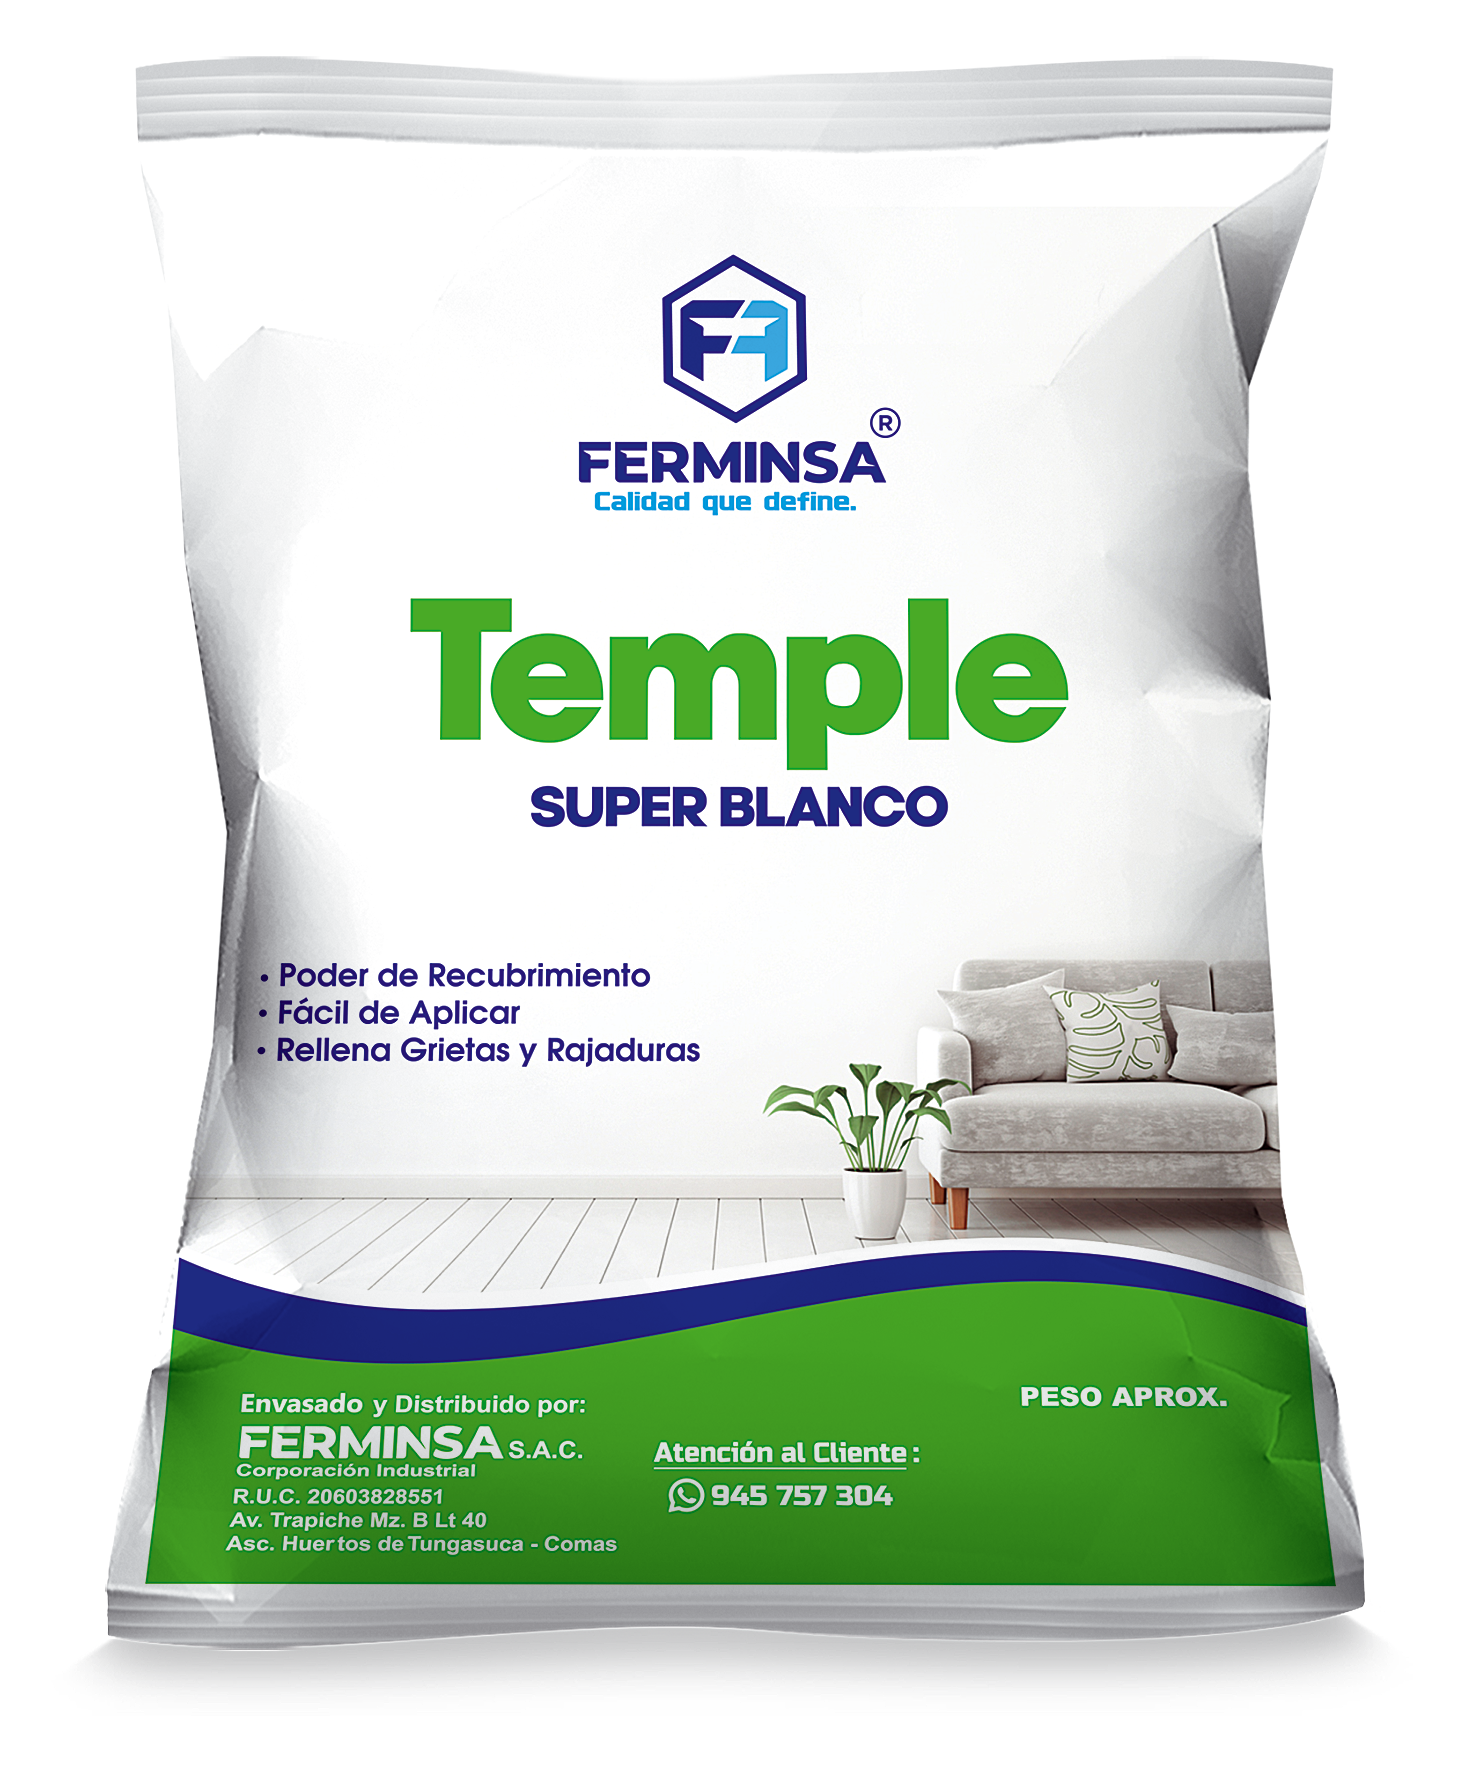 FF
FERMINSA®
Calidad que define.
Temple
SUPER BLANCO
• Poder de Recubrimiento
• Fácil de Aplicar
• Rellena Grietas y Rajaduras
Envasado y Distribuido por:
FERMINSA S.A.C.
Corporación Industrial
R.U.C. 20603828551
Av. Trapiche Mz. B Lt 40
Asc. Huertos de Tungasuca - Comas
Atención al Cliente :
945 757 304
PESO APROX.